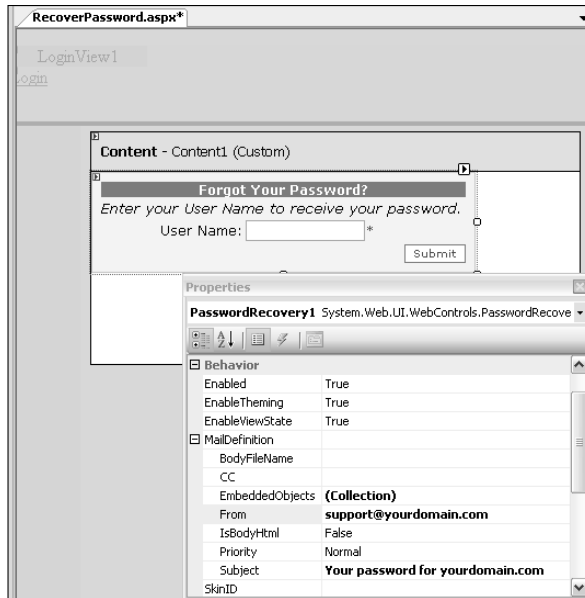 RecoverPassword.aspx*
LoginView1
Login
Content - Content1 (Custom)
Forgot Your Password?
Enter your User Name to receive your password.
User Name: *
Submit
Properties
PasswordRecovery1 System.Web.UI.WebControls.PasswordRecove
Behavior
Enabled True
EnableTheming True
EnableViewState True
MailDefinition
BodyFileName
CC
EmbeddedObjects (Collection)
From support@yourdomain.com
IsBodyHtml False
Priority Normal
Subject Your password for yourdomain.com
SkinID